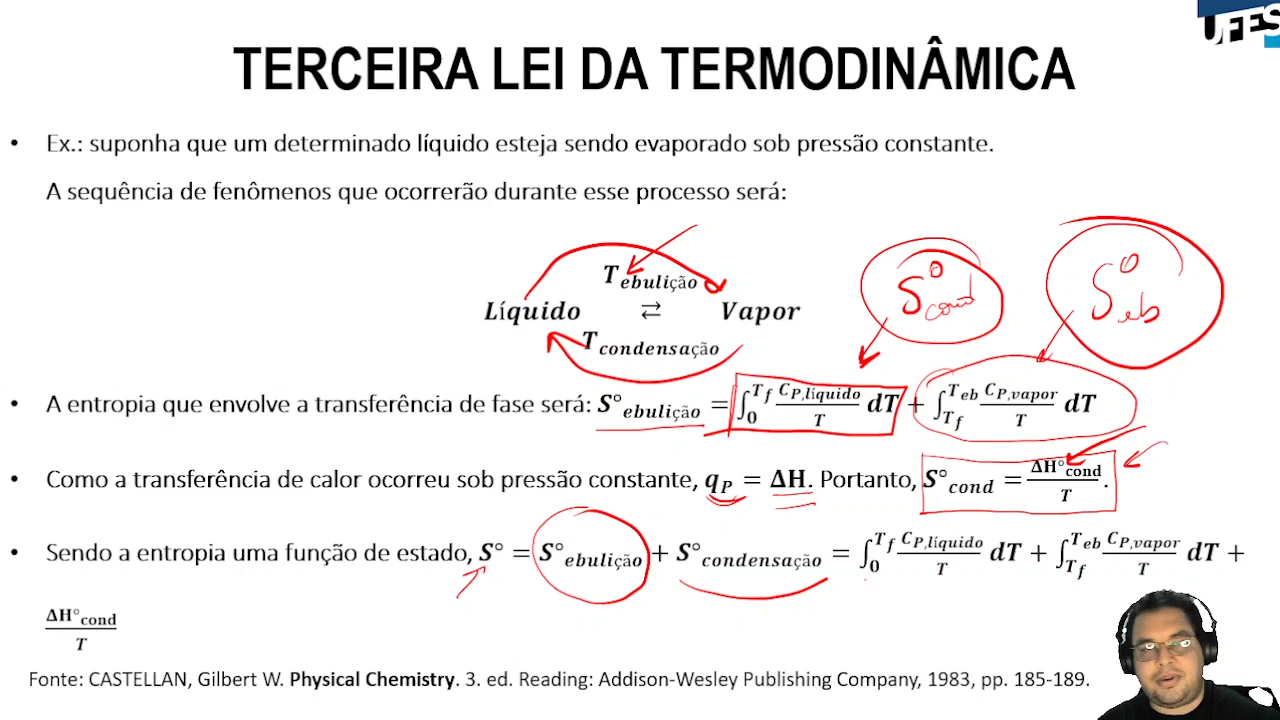 UFES
TERCEIRA LEI DA TERMODINÂMICA
• Ex.: suponha que um determinado líquido esteja sendo evaporado sob pressão constante.
A sequência de fenômenos que ocorrerão durante esse processo será:
S°cond
S°eb
T ebulição
Líquido ⇄ Vapor
T condensação
• A entropia que envolve a transferência de fase será: S°ebulição = ∫₀^Tf C_P,líquido/T dT + ∫_Tf^Teb C_P,vapor/T dT
• Como a transferência de calor ocorreu sob pressão constante, q_P = ΔH. Portanto, S°cond = ΔH°cond/T.
• Sendo a entropia uma função de estado, S° = S°ebulição + S°condensação = ∫₀^Tf C_P,líquido/T dT + ∫_Tf^Teb C_P,vapor/T dT +
ΔH°cond/T
Fonte: CASTELLAN, Gilbert W. Physical Chemistry. 3. ed. Reading: Addison-Wesley Publishing Company, 1983, pp. 185-189.